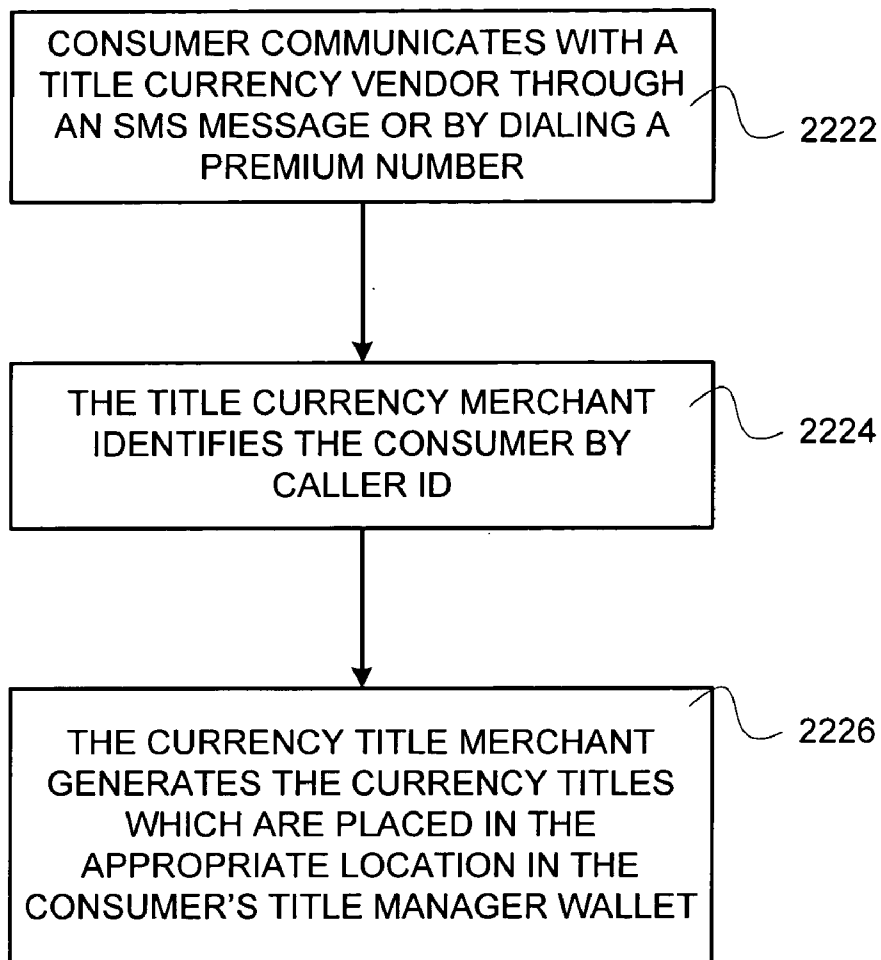 CONSUMER COMMUNICATES WITH A
TITLE CURRENCY VENDOR THROUGH
AN SMS MESSAGE OR BY DIALING A
PREMIUM NUMBER
2222
THE TITLE CURRENCY MERCHANT
IDENTIFIES THE CONSUMER BY
CALLER ID
2224
THE CURRENCY TITLE MERCHANT
GENERATES THE CURRENCY TITLES
WHICH ARE PLACED IN THE
APPROPRIATE LOCATION IN THE
CONSUMER'S TITLE MANAGER WALLET
2226